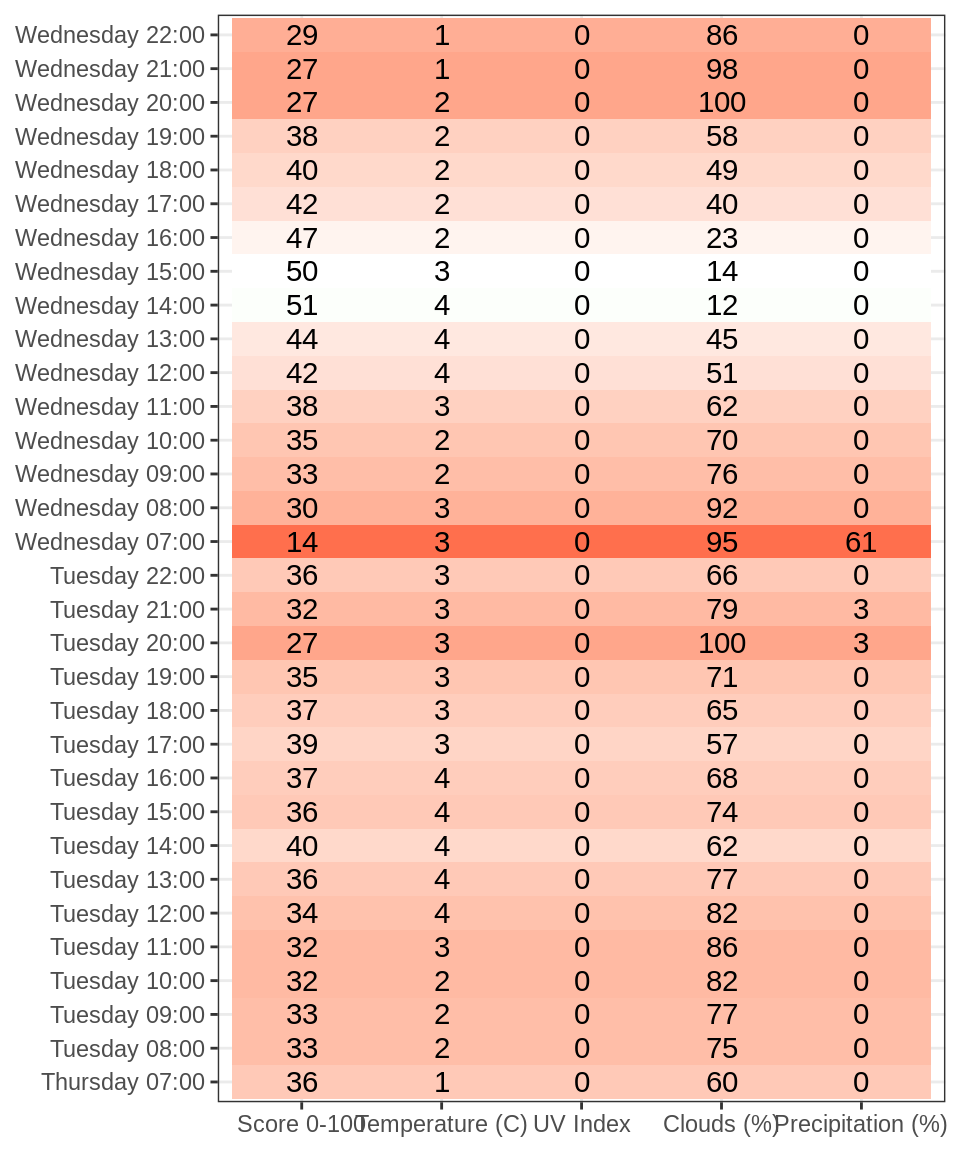 Wednesday 22:00 29 1 0 86 0
Wednesday 21:00 27 1 0 98 0
Wednesday 20:00 27 2 0 100 0
Wednesday 19:00 38 2 0 58 0
Wednesday 18:00 40 2 0 49 0
Wednesday 17:00 42 2 0 40 0
Wednesday 16:00 47 2 0 23 0
Wednesday 15:00 50 3 0 14 0
Wednesday 14:00 51 4 0 12 0
Wednesday 13:00 44 4 0 45 0
Wednesday 12:00 42 4 0 51 0
Wednesday 11:00 38 3 0 62 0
Wednesday 10:00 35 2 0 70 0
Wednesday 09:00 33 2 0 76 0
Wednesday 08:00 30 3 0 92 0
Wednesday 07:00 14 3 0 95 61
Tuesday 22:00 36 3 0 66 0
Tuesday 21:00 32 3 0 79 3
Tuesday 20:00 27 3 0 100 3
Tuesday 19:00 35 3 0 71 0
Tuesday 18:00 37 3 0 65 0
Tuesday 17:00 39 3 0 57 0
Tuesday 16:00 37 4 0 68 0
Tuesday 15:00 36 4 0 74 0
Tuesday 14:00 40 4 0 62 0
Tuesday 13:00 36 4 0 77 0
Tuesday 12:00 34 4 0 82 0
Tuesday 11:00 32 3 0 86 0
Tuesday 10:00 32 2 0 82 0
Tuesday 09:00 33 2 0 77 0
Tuesday 08:00 33 2 0 75 0
Thursday 07:00 36 1 0 60 0
Score 0-100 Temperature (C) UV Index Clouds (%) Precipitation (%)